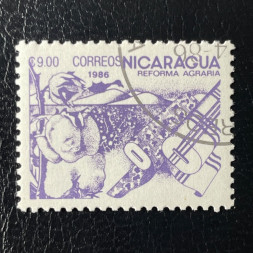 C$9.00 CORREOS NICARAGUA
1986 REFORMA AGRARIA